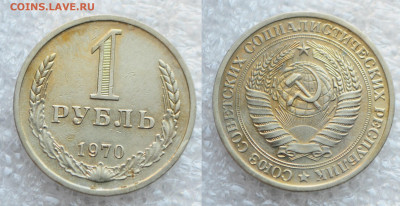 COINS.LAVE.RU
1
РУБЛЬ
1970
СОЮЗ СОВЕТСКИХ СОЦИАЛИСТИЧЕСКИХ РЕСПУБЛИК